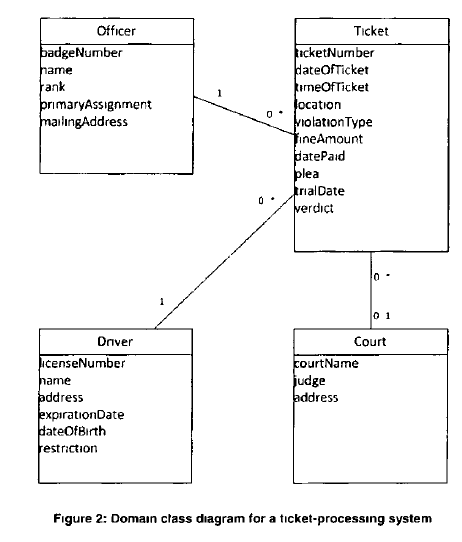 Officer
badgeNumber
name
rank
primaryAssignment
mailingAddress
Ticket
ticketNumber
dateOfTicket
timeOfTicket
location
violationType
fineAmount
datePaid
plea
trialDate
verdict
1
0 *
0 *
1
0 *
0 1
Driver
licenseNumber
name
address
expirationDate
dateOfBirth
restriction
Court
courtName
judge
address
Figure 2: Domain class diagram for a ticket-processing system